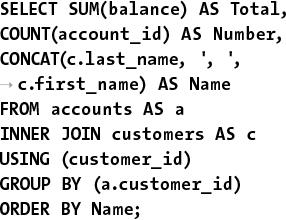 SELECT SUM(balance) AS Total,
COUNT(account_id) AS Number,
CONCAT(c.last_name, ', ',
→ c.first_name) AS Name
FROM accounts AS a
INNER JOIN customers AS c
USING (customer_id)
GROUP BY (a.customer_id)
ORDER BY Name;